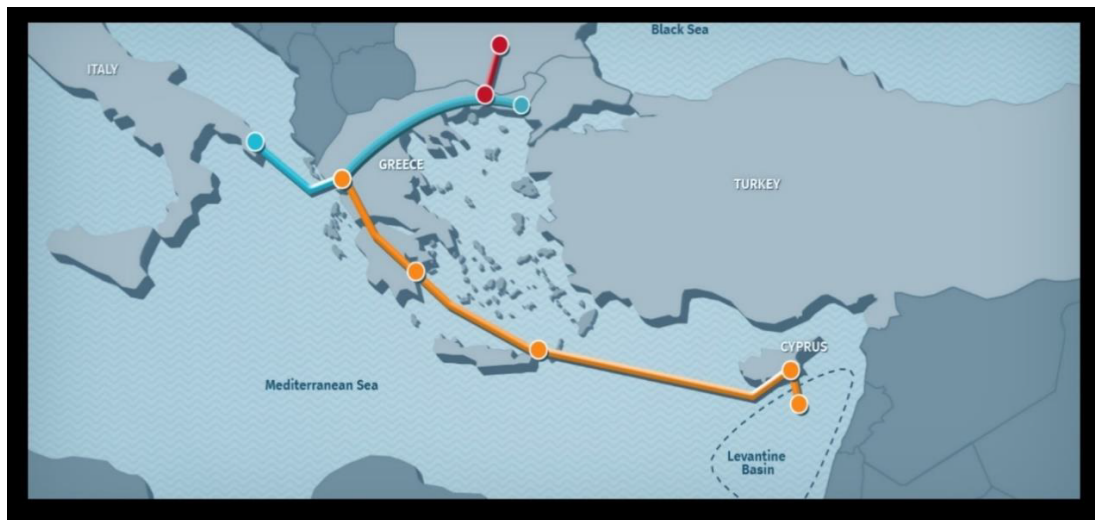 Black Sea
ITALY
GREECE
TURKEY
CYPRUS
Mediterranean Sea
Levantine
Basin